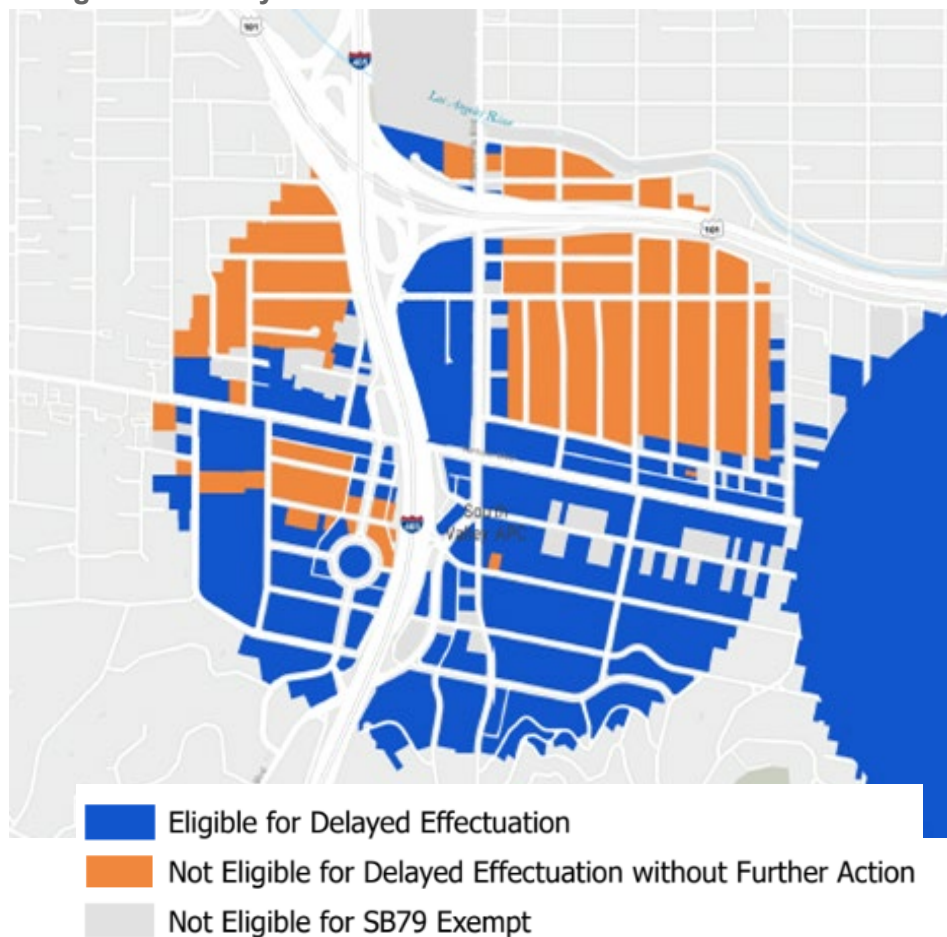 101
405
Los Angeles River
101
405
South
Valley APC
Blvd
Eligible for Delayed Effectuation
Not Eligible for Delayed Effectuation without Further Action
Not Eligible for SB79 Exempt